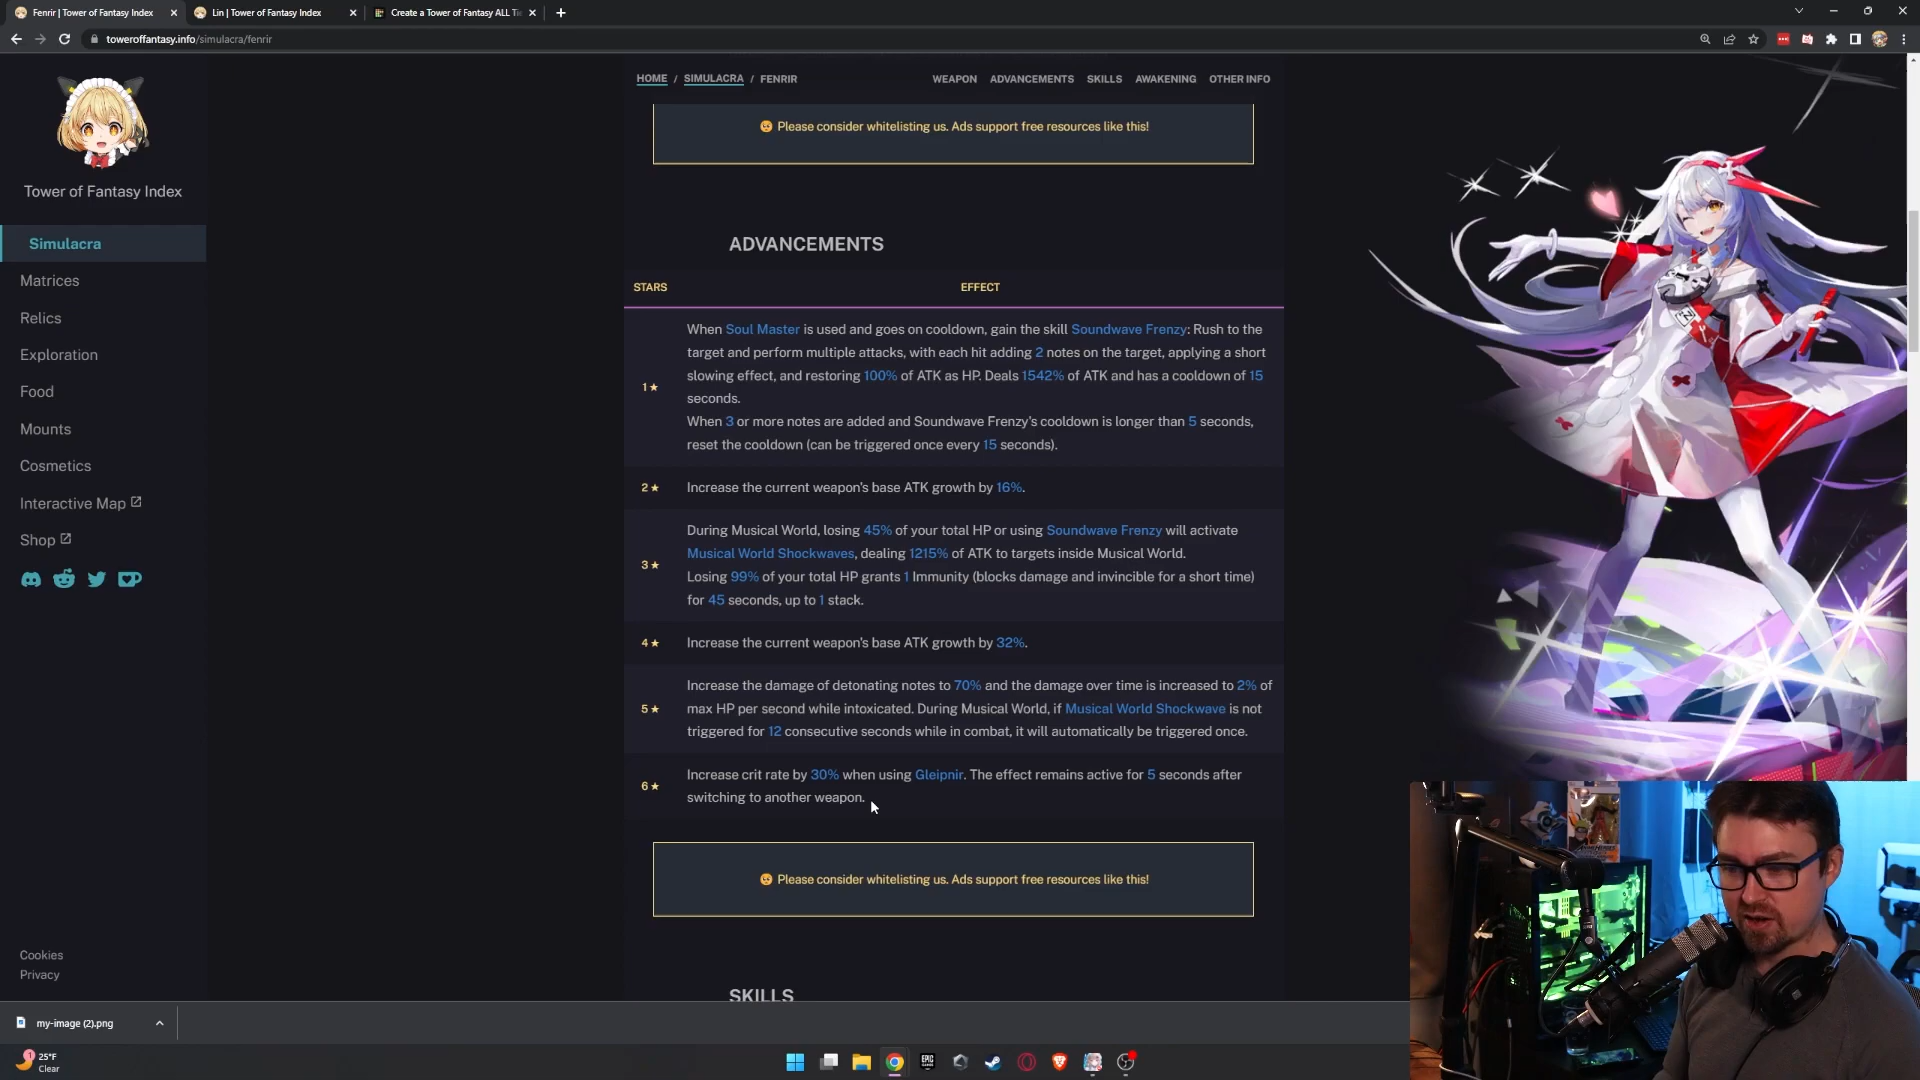 Fenrir | Tower of Fantasy Index
Lin | Tower of Fantasy Index
Create a Tower of Fantasy ALL Tie
toweroffantasy.info/simulacra/fenrir
Tower of Fantasy Index
Simulacra
Matrices
Relics
Exploration
Food
Mounts
Cosmetics
Interactive Map
Shop
Cookies
Privacy
HOME / SIMULACRA / FENRIR
WEAPON ADVANCEMENTS SKILLS AWAKENING OTHER INFO
Please consider whitelisting us. Ads support free resources like this!
ADVANCEMENTS
STARS EFFECT
1★
When Soul Master is used and goes on cooldown, gain the skill Soundwave Frenzy: Rush to the
target and perform multiple attacks, with each hit adding 2 notes on the target, applying a short
slowing effect, and restoring 100% of ATK as HP. Deals 1542% of ATK and has a cooldown of 15
seconds.
When 3 or more notes are added and Soundwave Frenzy's cooldown is longer than 5 seconds,
reset the cooldown (can be triggered once every 15 seconds).
2★ Increase the current weapon's base ATK growth by 16%.
3★
During Musical World, losing 45% of your total HP or using Soundwave Frenzy will activate
Musical World Shockwaves, dealing 1215% of ATK to targets inside Musical World.
Losing 99% of your total HP grants 1 Immunity (blocks damage and invincible for a short time)
for 45 seconds, up to 1 stack.
4★ Increase the current weapon's base ATK growth by 32%.
5★
Increase the damage of detonating notes to 70% and the damage over time is increased to 2% of
max HP per second while intoxicated. During Musical World, if Musical World Shockwave is not
triggered for 12 consecutive seconds while in combat, it will automatically be triggered once.
6★
Increase crit rate by 30% when using Gleipnir. The effect remains active for 5 seconds after
switching to another weapon.
Please consider whitelisting us. Ads support free resources like this!
SKILLS
my-image (2).png
25°F
Clear